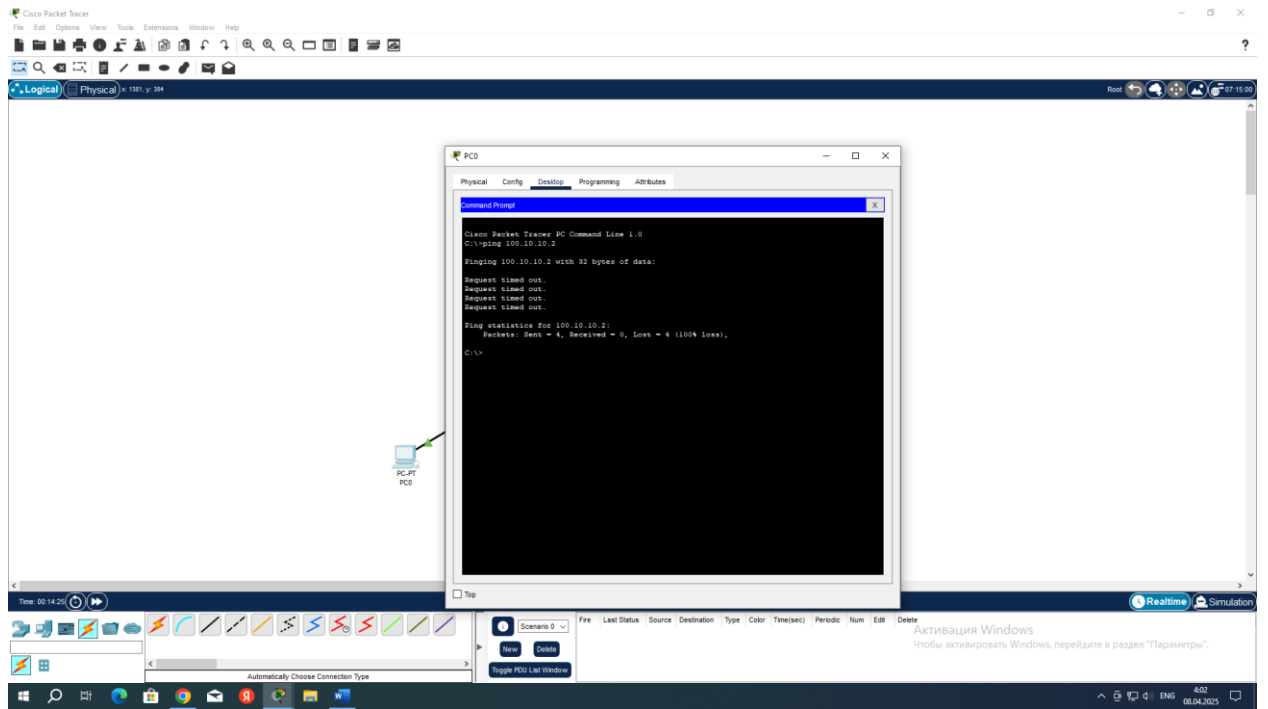 Cisco Packet Tracer
File Edit Options View Tools Extensions Window Help
?
Logical Physical x: 1381, y: 384 Root 07:15:00
PC0
Physical Config Desktop Programming Attributes
Command Prompt X
Cisco Packet Tracer PC Command Line 1.0
C:\>ping 100.10.10.2
Pinging 100.10.10.2 with 32 bytes of data:
Request timed out.
Request timed out.
Request timed out.
Request timed out.
Ping statistics for 100.10.10.2:
Packets: Sent = 4, Received = 0, Lost = 4 (100% loss),
C:\>
PC-PT
PC0
Top
Time: 00:14:25 Realtime Simulation
Scenario 0
New Delete
Toggle PDU List Window
Fire Last Status Source Destination Type Color Time(sec) Periodic Num Edit Delete
Активация Windows
Чтобы активировать Windows, перейдите в раздел "Параметры".
Automatically Choose Connection Type
Я
W
ENG
4:02
08.04.2025